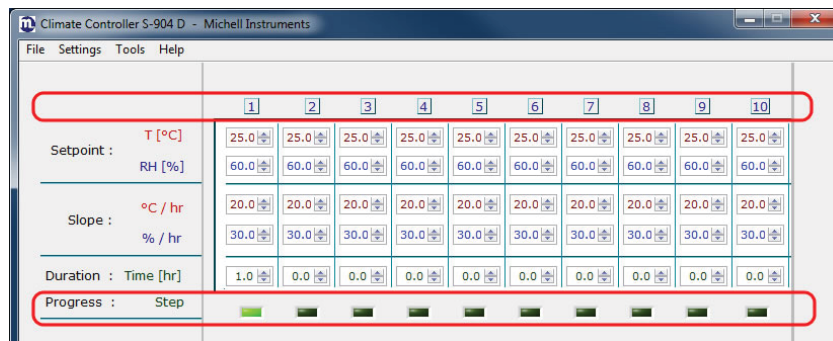 Climate Controller S-904 D - Michell Instruments
File Settings Tools Help
1 2 3 4 5 6 7 8 9 10
T [°C] 25.0 25.0 25.0 25.0 25.0 25.0 25.0 25.0 25.0 25.0
Setpoint :
RH [%] 60.0 60.0 60.0 60.0 60.0 60.0 60.0 60.0 60.0 60.0
°C / hr 20.0 20.0 20.0 20.0 20.0 20.0 20.0 20.0 20.0 20.0
Slope :
% / hr 30.0 30.0 30.0 30.0 30.0 30.0 30.0 30.0 30.0 30.0
Duration : Time [hr] 1.0 0.0 0.0 0.0 0.0 0.0 0.0 0.0 0.0 0.0
Progress : Step